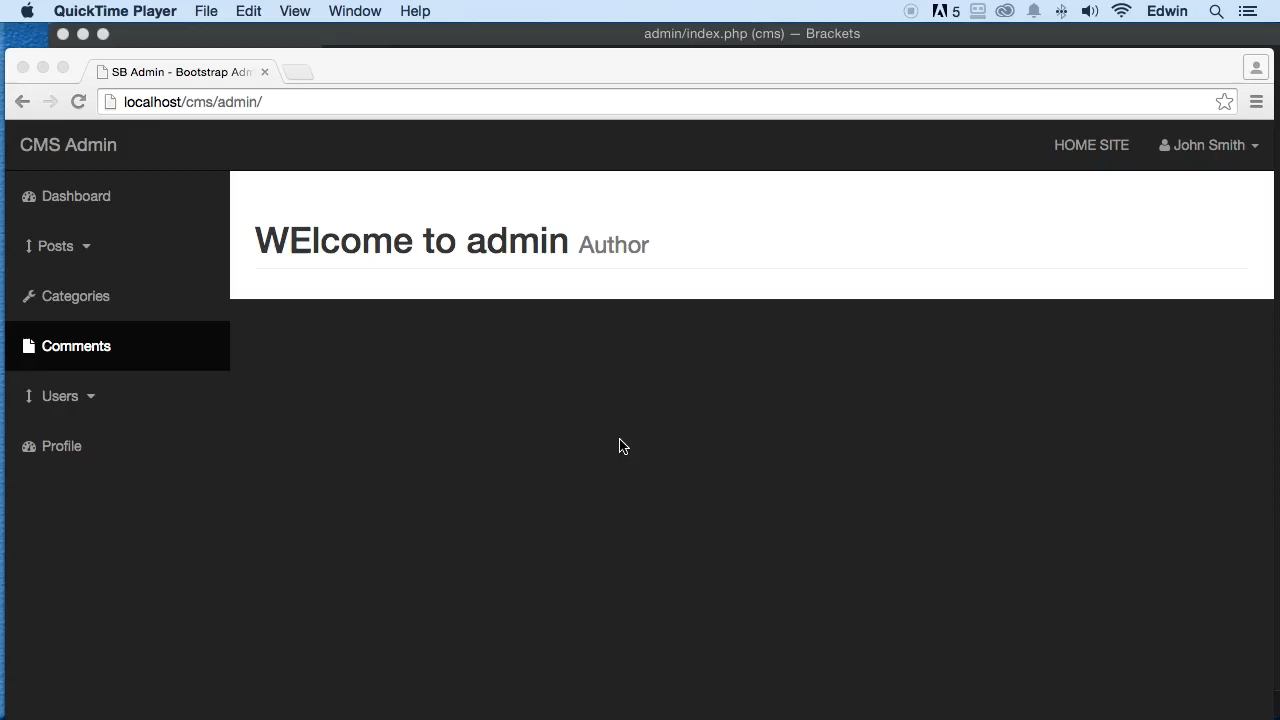 QuickTime Player File Edit View Window Help 5 Edwin
admin/index.php (cms) — Brackets
SB Admin - Bootstrap Adm
localhost/cms/admin/
CMS Admin HOME SITE John Smith
Dashboard
Posts
Categories
Comments
Users
Profile
WElcome to admin Author